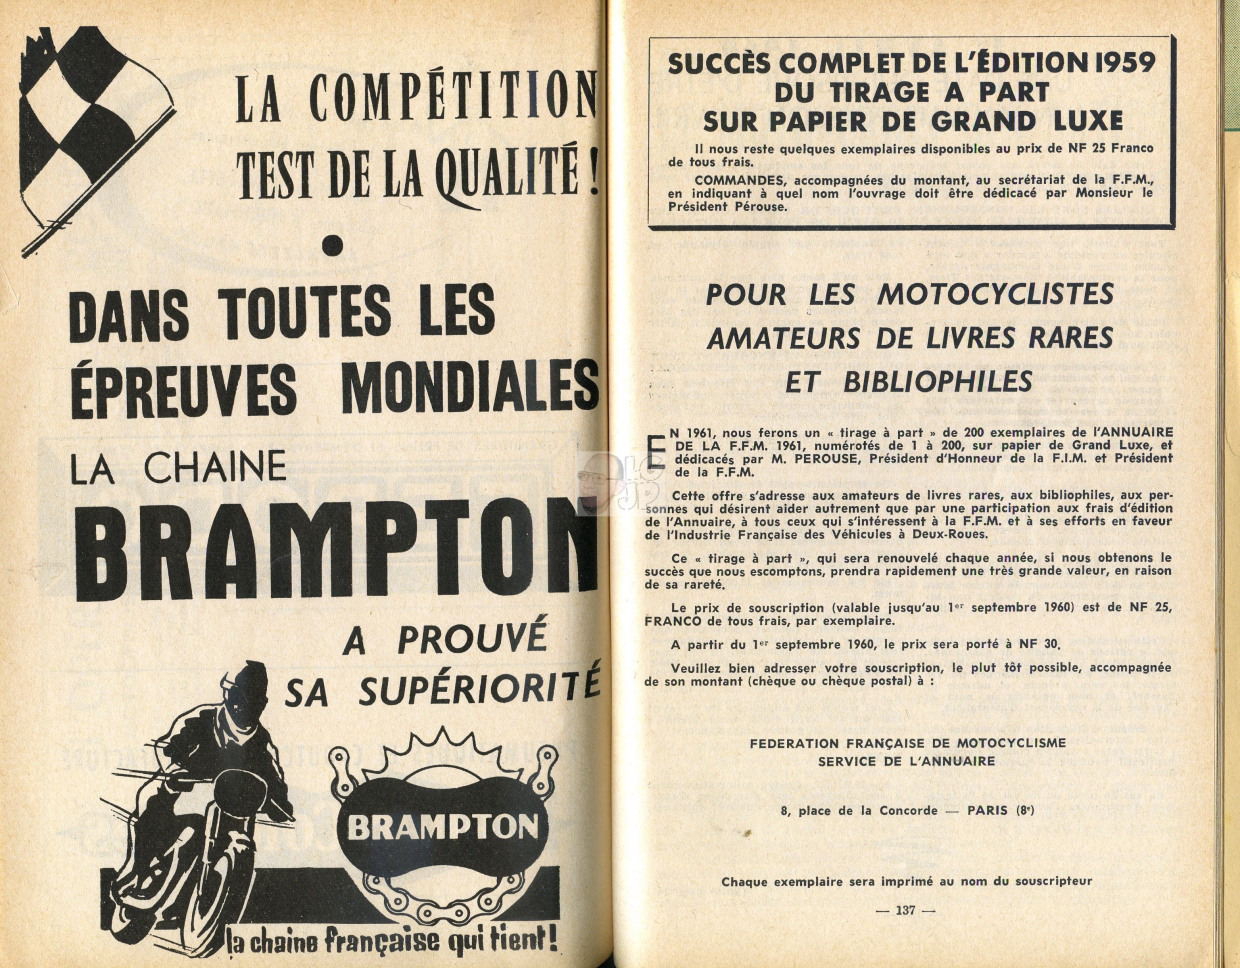 LA COMPÉTITION
TEST DE LA QUALITÉ !
DANS TOUTES LES
ÉPREUVES MONDIALES
LA CHAINE
BRAMPTON
A PROUVÉ
SA SUPÉRIORITÉ
BRAMPTON
la chaine française qui tient!
SUCCÈS COMPLET DE L'ÉDITION 1959
DU TIRAGE A PART
SUR PAPIER DE GRAND LUXE
Il nous reste quelques exemplaires disponibles au prix de NF 25 Franco
de tous frais.
COMMANDES, accompagnées du montant, au secrétariat de la F.F.M.,
en indiquant à quel nom l'ouvrage doit être dédicacé par Monsieur le
Président Pérouse.
POUR LES MOTOCYCLISTES
AMATEURS DE LIVRES RARES
ET BIBLIOPHILES
EN 1961, nous ferons un « tirage à part » de 200 exemplaires de l'ANNUAIRE
DE LA F.F.M. 1961, numérotés de 1 à 200, sur papier de Grand Luxe, et
dédicacés par M. PEROUSE, Président d'Honneur de la F.I.M. et Président
de la F.F.M.
Cette offre s'adresse aux amateurs de livres rares, aux bibliophiles, aux per-
sonnes qui désirent aider autrement que par une participation aux frais d'édition
de l'Annuaire, à tous ceux qui s'intéressent à la F.F.M. et à ses efforts en faveur
de l'Industrie Française des Véhicules à Deux-Roues.
Ce « tirage à part », qui sera renouvelé chaque année, si nous obtenons le
succès que nous escomptons, prendra rapidement une très grande valeur, en raison
de sa rareté.
Le prix de souscription (valable jusqu'au 1er septembre 1960) est de NF 25,
FRANCO de tous frais, par exemplaire.
A partir du 1er septembre 1960, le prix sera porté à NF 30.
Veuillez bien adresser votre souscription, le plut tôt possible, accompagnée
de son montant (chèque ou chèque postal) à :
FEDERATION FRANÇAISE DE MOTOCYCLISME
SERVICE DE L'ANNUAIRE
8, place de la Concorde — PARIS (8e)
Chaque exemplaire sera imprimé au nom du souscripteur
— 137 —